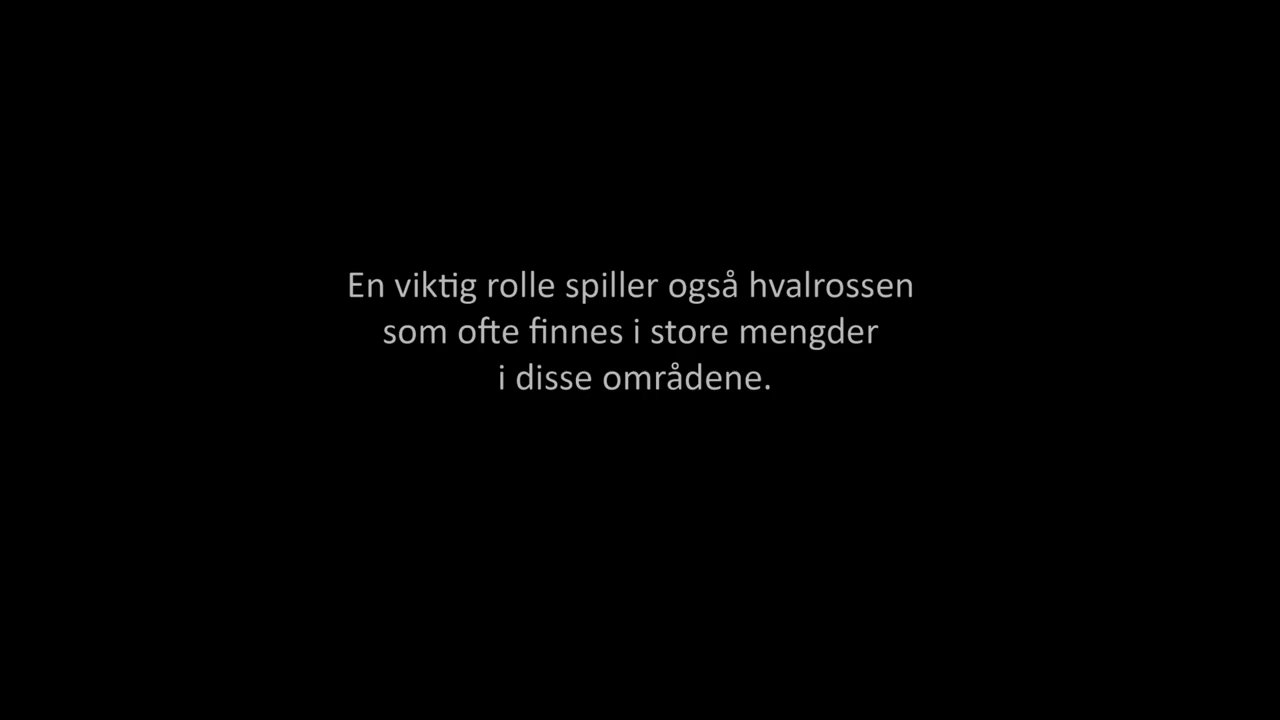 En viktig rolle spiller også hvalrossen
som ofte finnes i store mengder
i disse områdene.